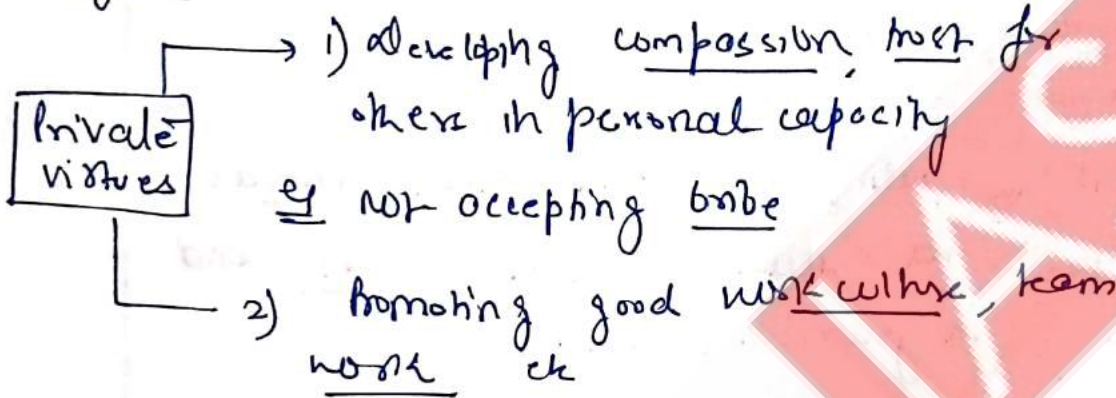 1) Developing compassion, trust for
Private
virtues
others in personal capacity
eg not accepting bribe
2) Promoting good work culture, team
work etc